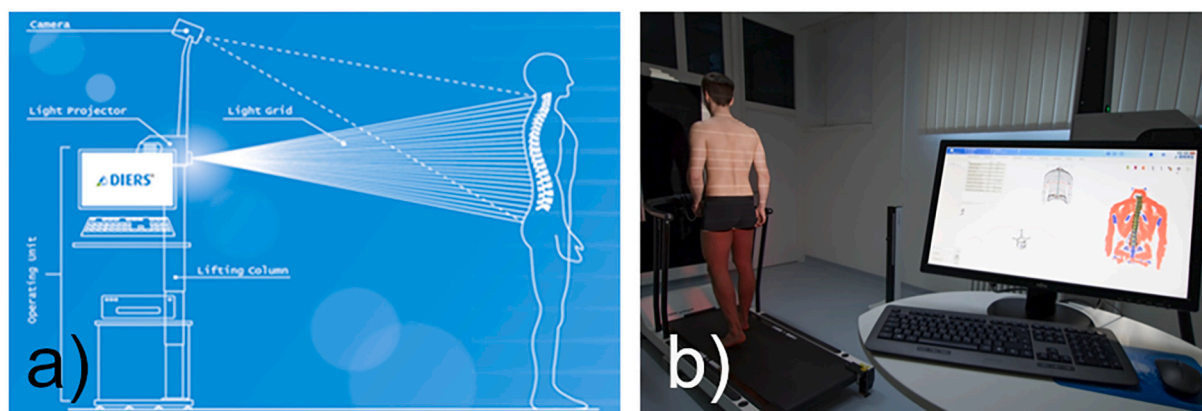 Camera
Light Projector
Light Grid
DIERS
Lifting Column
Operating Unit
a)
b)